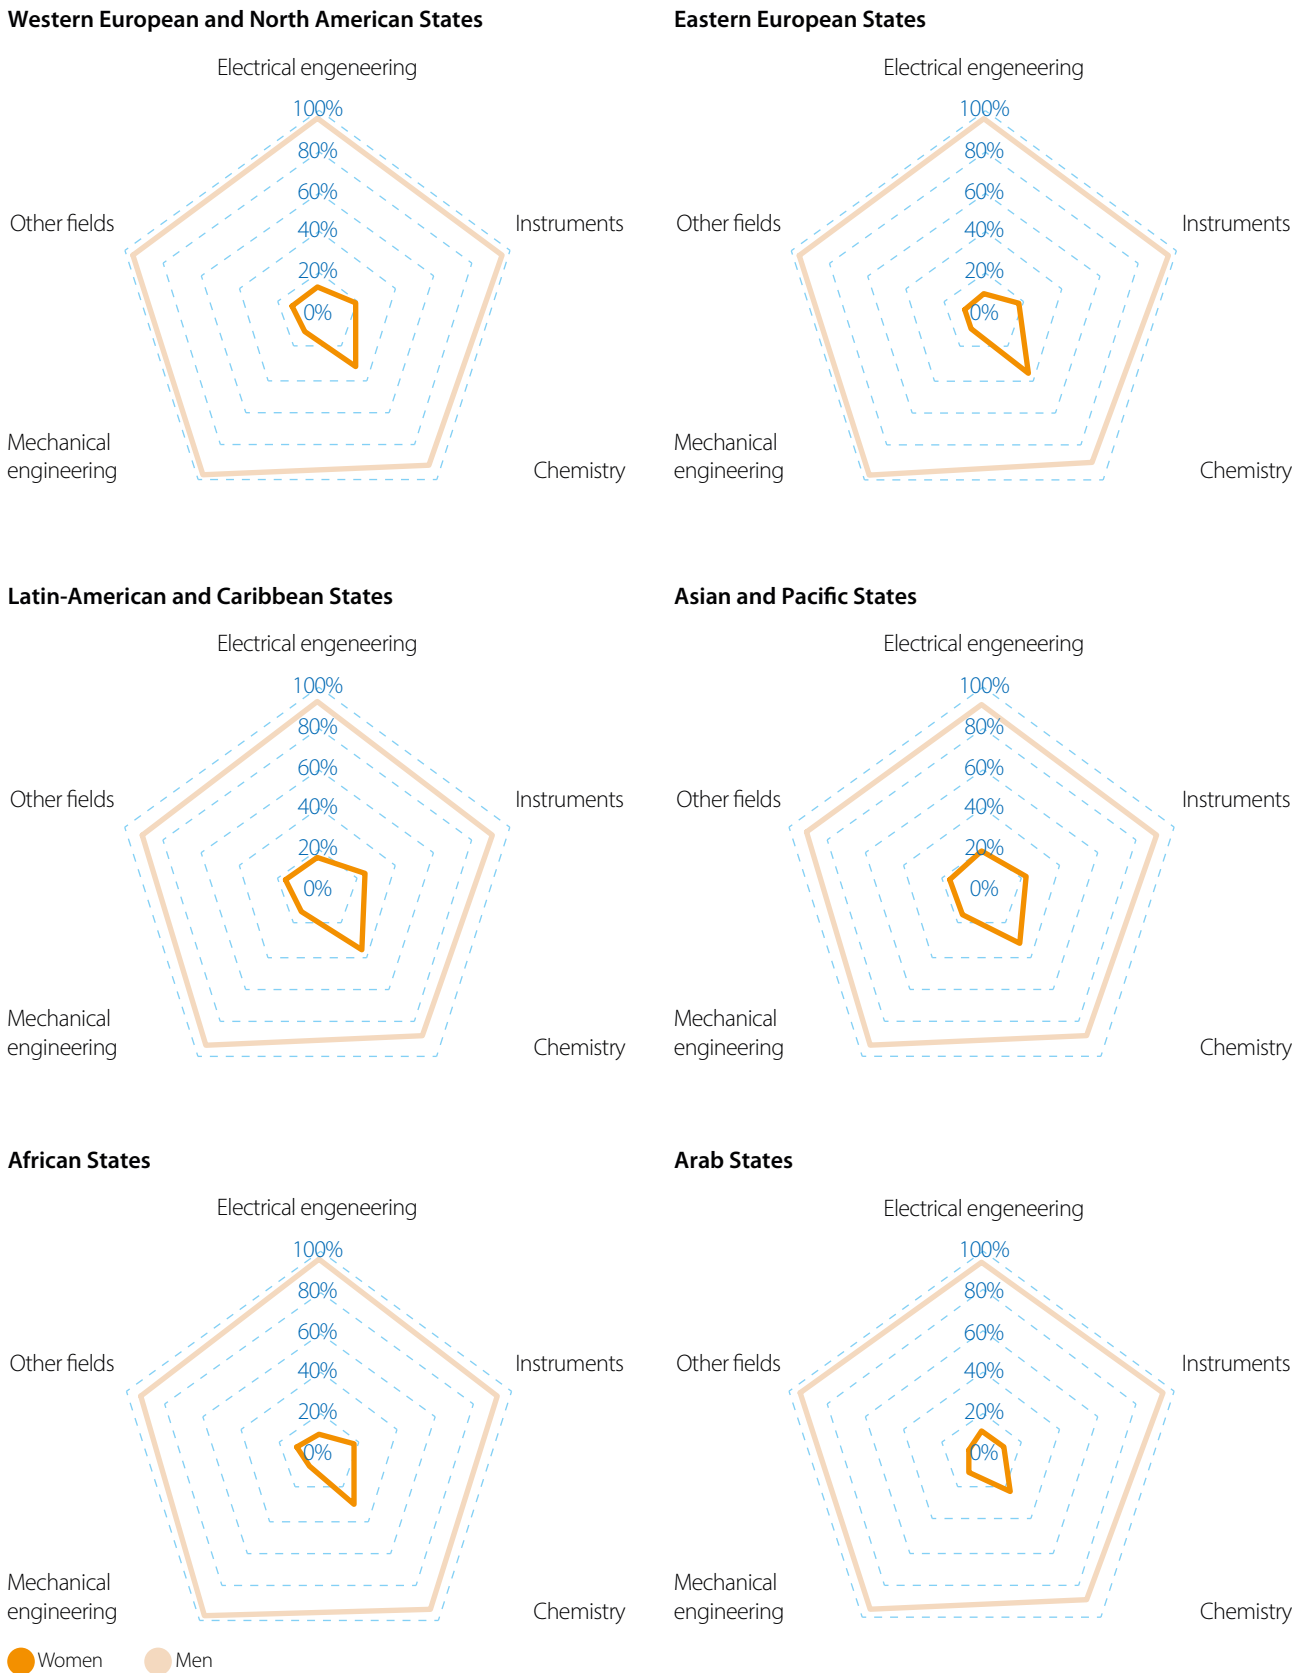 Western European and North American States
Electrical engeneering
100%
80%
60%
40%
20%
0%
Other fields
Instruments
Mechanical
engineering
Chemistry
Eastern European States
Electrical engeneering
100%
80%
60%
40%
20%
0%
Other fields
Instruments
Mechanical
engineering
Chemistry
Latin-American and Caribbean States
Electrical engeneering
100%
80%
60%
40%
20%
0%
Other fields
Instruments
Mechanical
engineering
Chemistry
Asian and Pacific States
Electrical engeneering
100%
80%
60%
40%
20%
0%
Other fields
Instruments
Mechanical
engineering
Chemistry
African States
Electrical engeneering
100%
80%
60%
40%
20%
0%
Other fields
Instruments
Mechanical
engineering
Chemistry
Arab States
Electrical engeneering
100%
80%
60%
40%
20%
0%
Other fields
Instruments
Mechanical
engineering
Chemistry
Women
Men